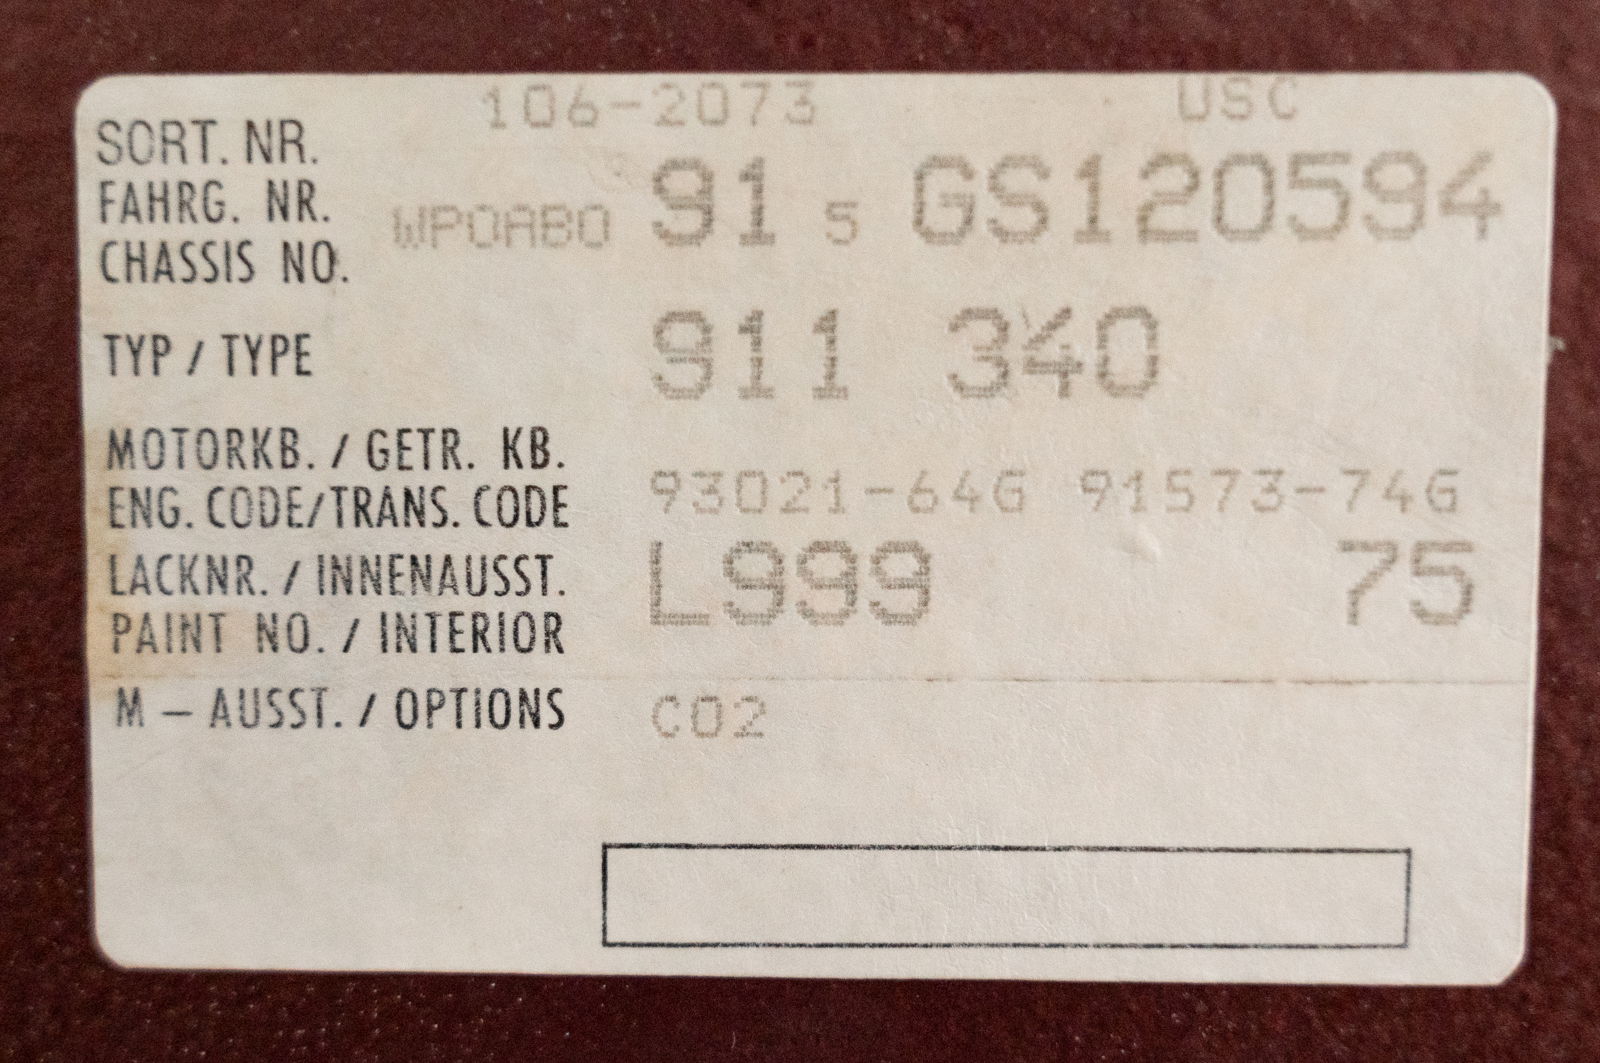 106-2073 USC
SORT. NR.
FAHRG. NR.
CHASSIS NO. WP0AB0 91 5 GS120594
TYP / TYPE 911 340
MOTORKB. / GETR. KB.
ENG. CODE/TRANS. CODE 93021-64G 91573-74G
LACKNR. / INNENAUSST. L999 75
PAINT NO. / INTERIOR
M – AUSST. / OPTIONS C02